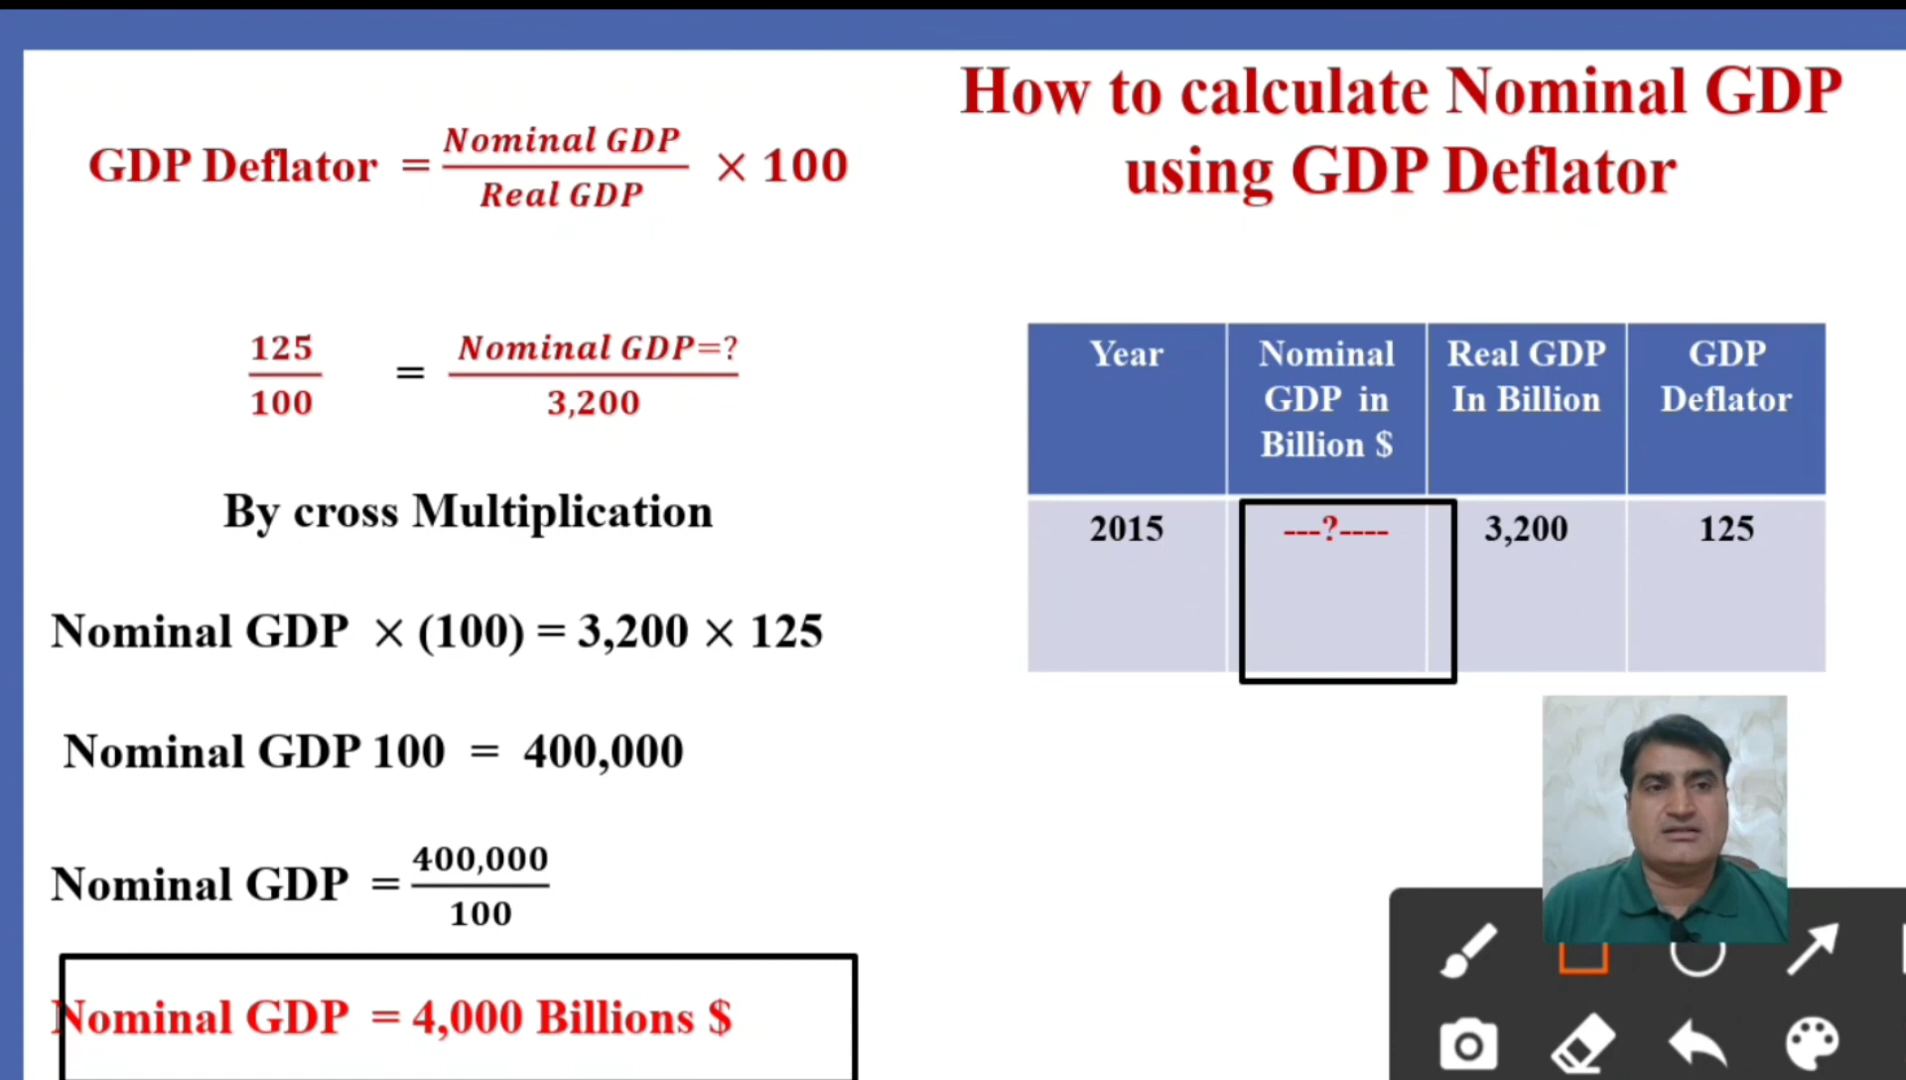 How to calculate Nominal GDP
using GDP Deflator
GDP Deflator = Nominal GDP / Real GDP × 100
125 / 100 = Nominal GDP=? / 3,200
By cross Multiplication
Nominal GDP × (100) = 3,200 × 125
Nominal GDP 100 = 400,000
Nominal GDP = 400,000 / 100
Nominal GDP = 4,000 Billions $
Year
Nominal
GDP in
Billion $
Real GDP
In Billion
GDP
Deflator
2015
---?----
3,200
125